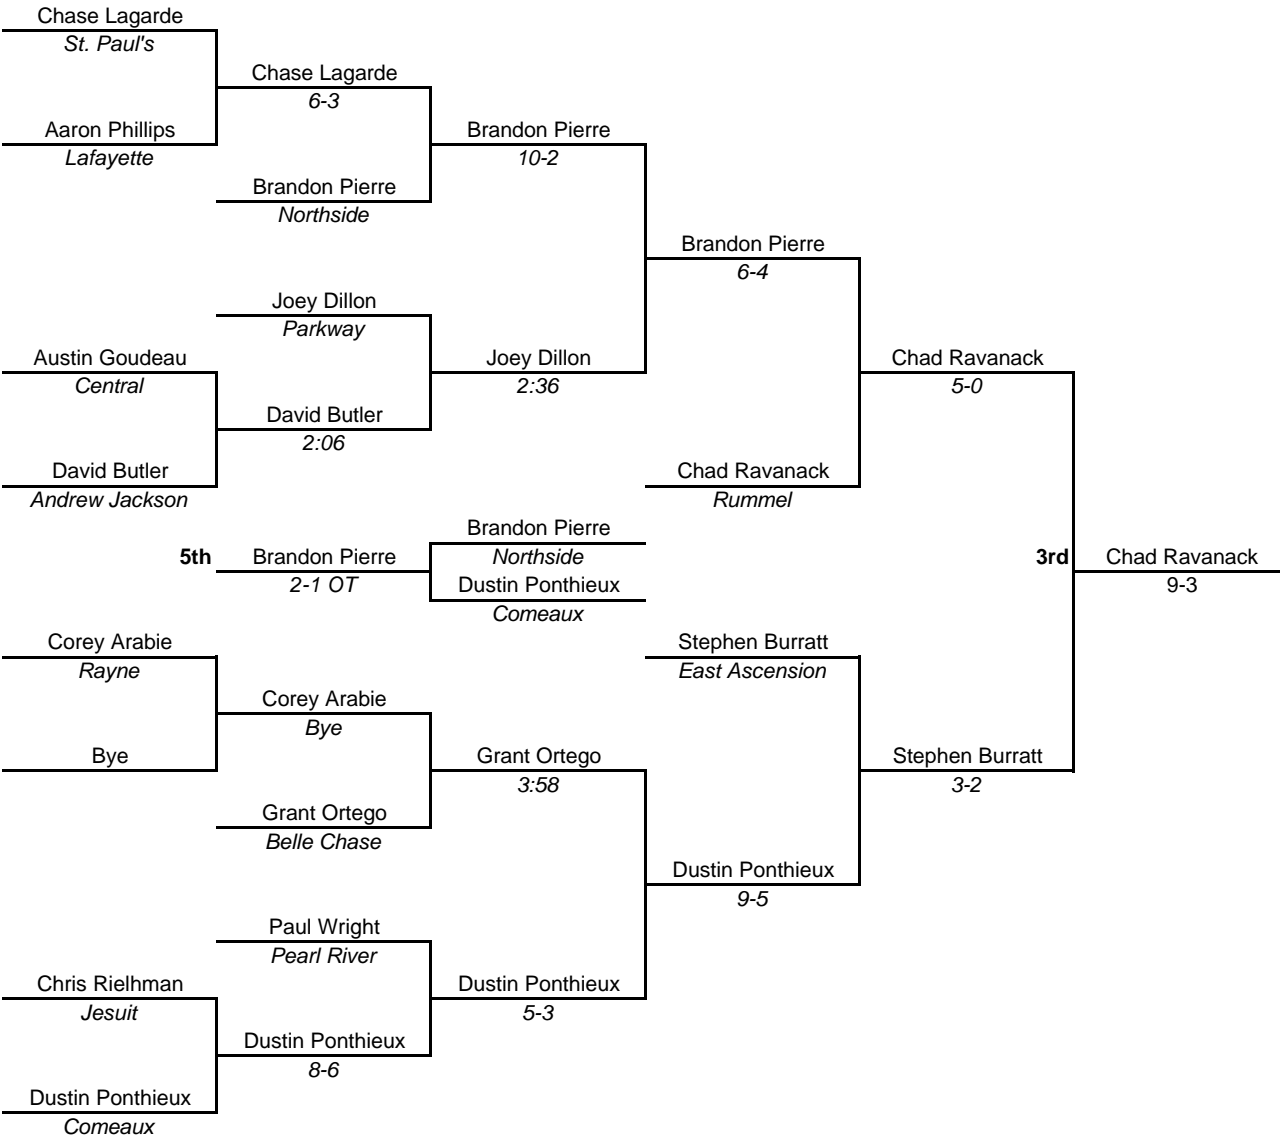 Chase Lagarde
St. Paul's
Chase Lagarde
6-3
Aaron Phillips
Lafayette
Brandon Pierre
10-2
Brandon Pierre
Northside
Brandon Pierre
6-4
Joey Dillon
Parkway
Austin Goudeau
Central
Joey Dillon
2:36
Chad Ravanack
5-0
David Butler
2:06
David Butler
Andrew Jackson
Chad Ravanack
Rummel
Brandon Pierre
Northside
5th
Brandon Pierre
2-1 OT
Dustin Ponthieux
Comeaux
3rd
Chad Ravanack
9-3
Corey Arabie
Rayne
Stephen Burratt
East Ascension
Corey Arabie
Bye
Bye
Grant Ortego
3:58
Stephen Burratt
3-2
Grant Ortego
Belle Chase
Dustin Ponthieux
9-5
Paul Wright
Pearl River
Chris Rielhman
Jesuit
Dustin Ponthieux
5-3
Dustin Ponthieux
8-6
Dustin Ponthieux
Comeaux